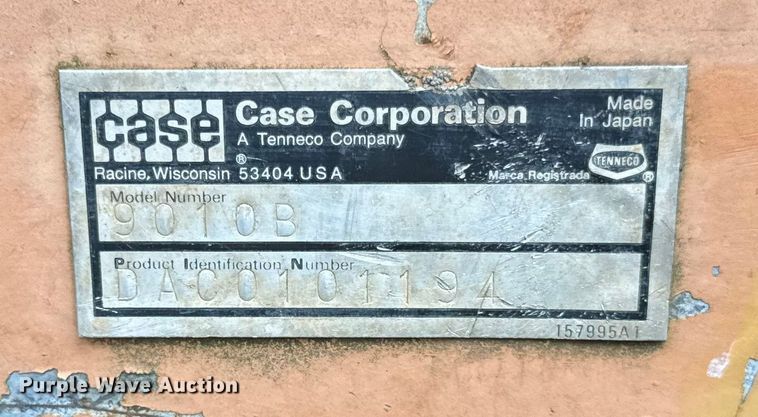 case
Case Corporation
A Tenneco Company
Made
In Japan
®
Racine, Wisconsin 53404 USA
TENNECO
Marca Registrada ®
Model Number
9010B
Product Identification Number
DAC0101194
157995A1
Purple Wave Auction